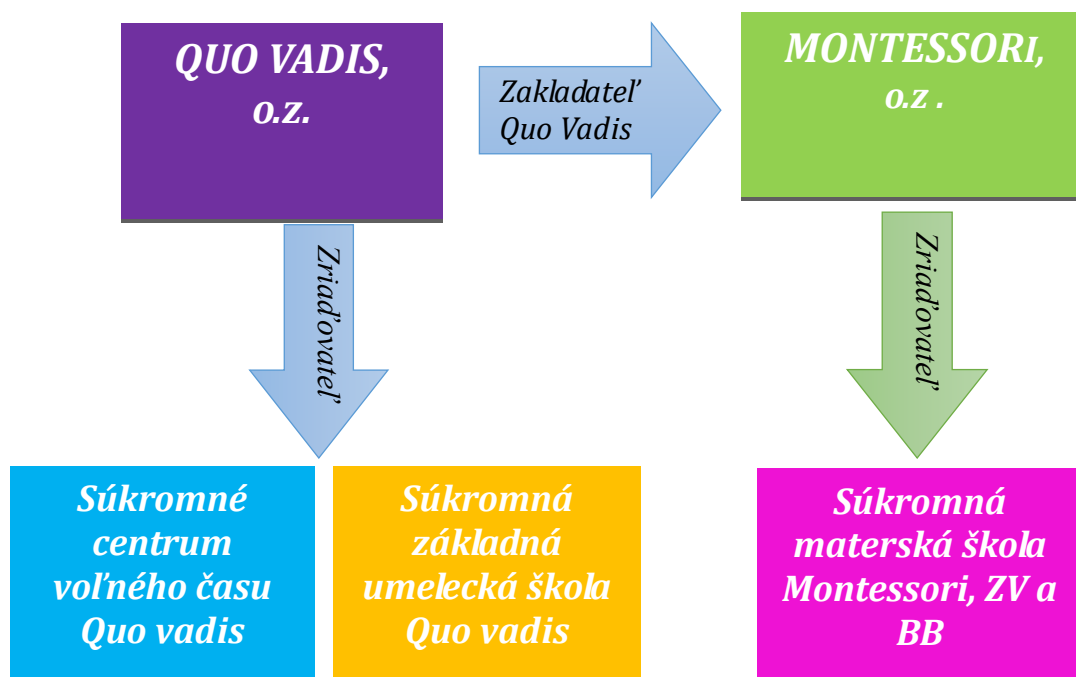 QUO VADIS,
o.z.
Zakladateľ
Quo Vadis
MONTESSORI,
o.z .
Zriaďovateľ
Zriaďovateľ
Súkromné
centrum
voľného času
Quo vadis
Súkromná
základná
umelecká škola
Quo vadis
Súkromná
materská škola
Montessori, ZV a
BB